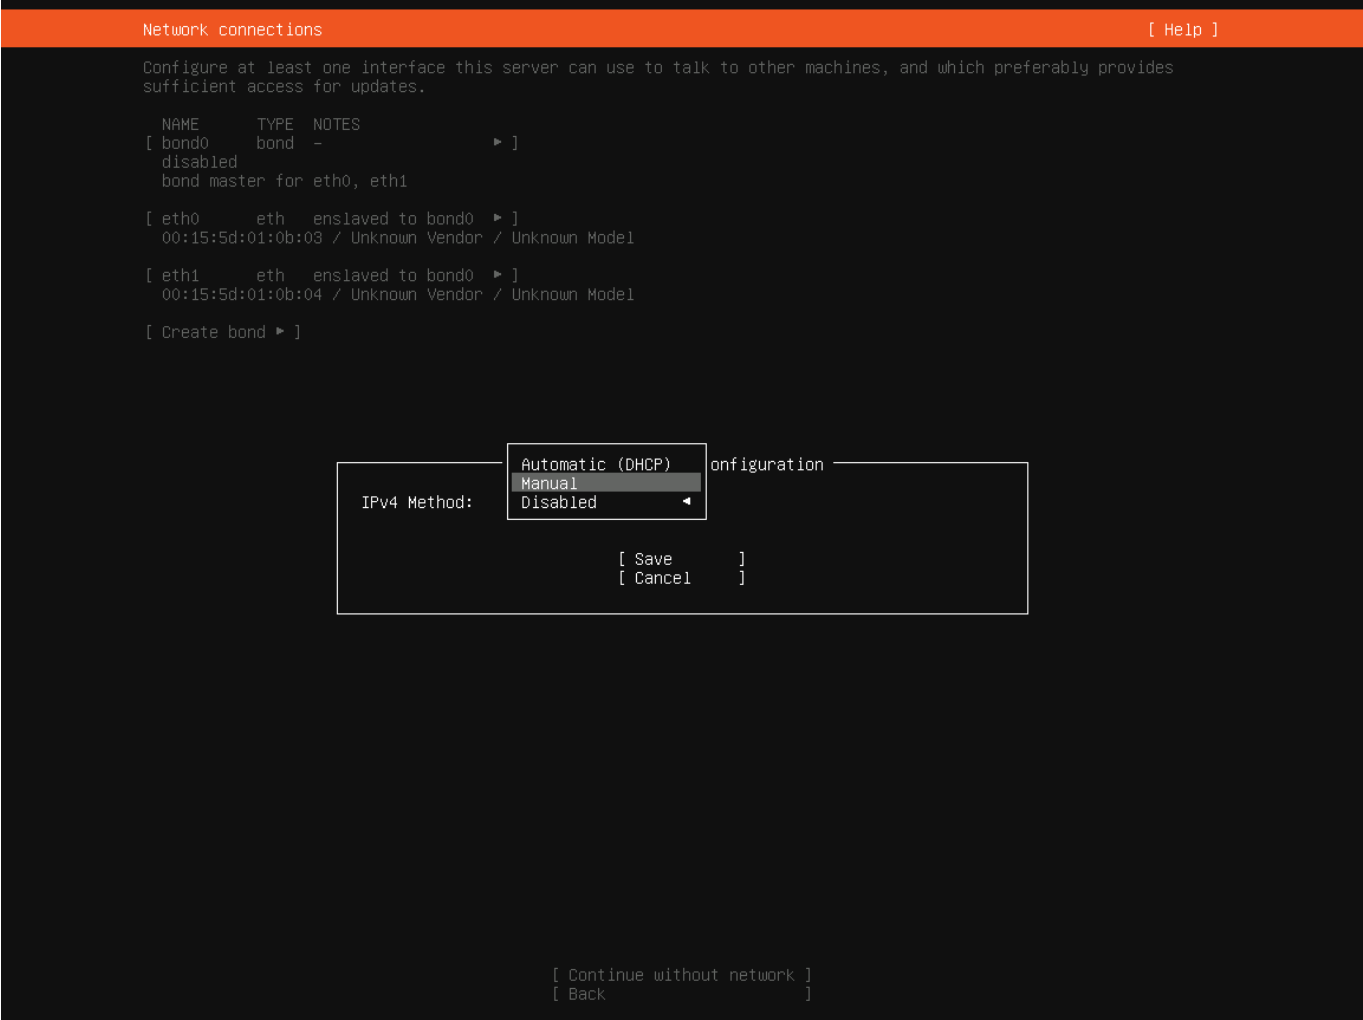 Network connections [ Help ]
Configure at least one interface this server can use to talk to other machines, and which preferably provides
sufficient access for updates.
NAME TYPE NOTES
[ bond0 bond – ▸ ]
disabled
bond master for eth0, eth1
[ eth0 eth enslaved to bond0 ▸ ]
00:15:5d:01:0b:03 / Unknown Vendor / Unknown Model
[ eth1 eth enslaved to bond0 ▸ ]
00:15:5d:01:0b:04 / Unknown Vendor / Unknown Model
[ Create bond ▸ ]
Automatic (DHCP) onfiguration
Manual
IPv4 Method: Disabled ◂
[ Save ]
[ Cancel ]
[ Continue without network ]
[ Back ]